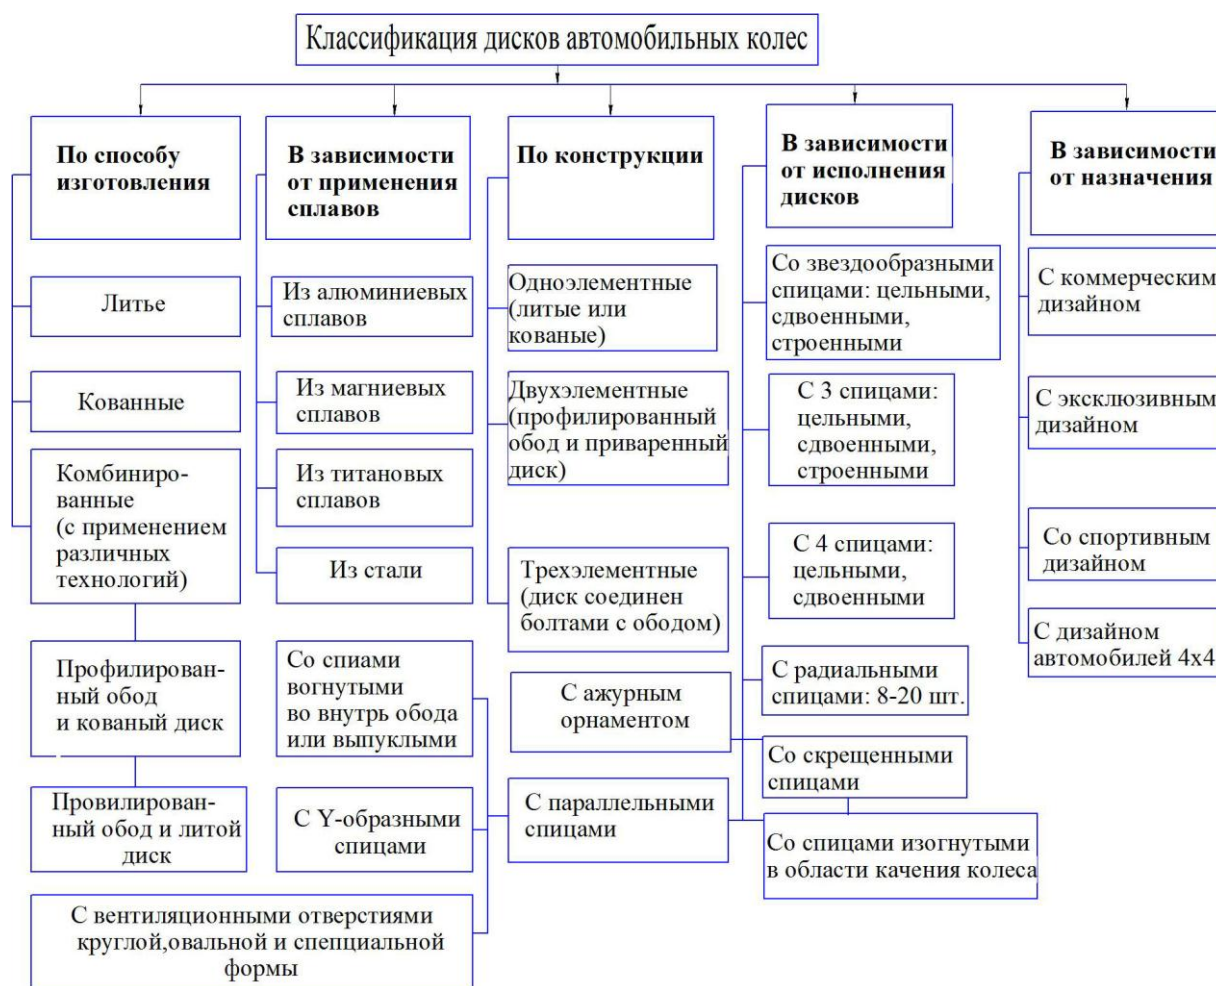 Классификация дисков автомобильных колес
По способу
изготовления
В зависимости
от применения
сплавов
По конструкции
В зависимости
от исполнения
дисков
В зависимости
от назначения
Литье
Кованные
Комбиниро-
ванные
(с применением
различных
технологий)
Профилирован-
ный обод
и кованый диск
Провилирован-
ный обод и литой
диск
Из алюминиевых
сплавов
Из магниевых
сплавов
Из титановых
сплавов
Из стали
Одноэлементные
(литые или
кованые)
Двухэлементные
(профилированный
обод и приваренный
диск)
Трехэлементные
(диск соединен
болтами с ободом)
Со звездообразными
спицами: цельными,
сдвоенными,
строенными
С 3 спицами:
цельными,
сдвоенными,
строенными
С 4 спицами:
цельными,
сдвоенными
С радиальными
спицами: 8-20 шт.
Со скрещенными
спицами
Со спицами изогнутыми
в области качения колеса
С ажурным
орнаментом
С параллельными
спицами
Со спиами
вогнутыми
во внутрь обода
или выпуклыми
С Y-образными
спицами
С вентиляционными отверстиями
круглой,овальной и спепциальной
формы
С коммерческим
дизайном
С эксклюзивным
дизайном
Со спортивным
дизайном
С дизайном
автомобилей 4х4